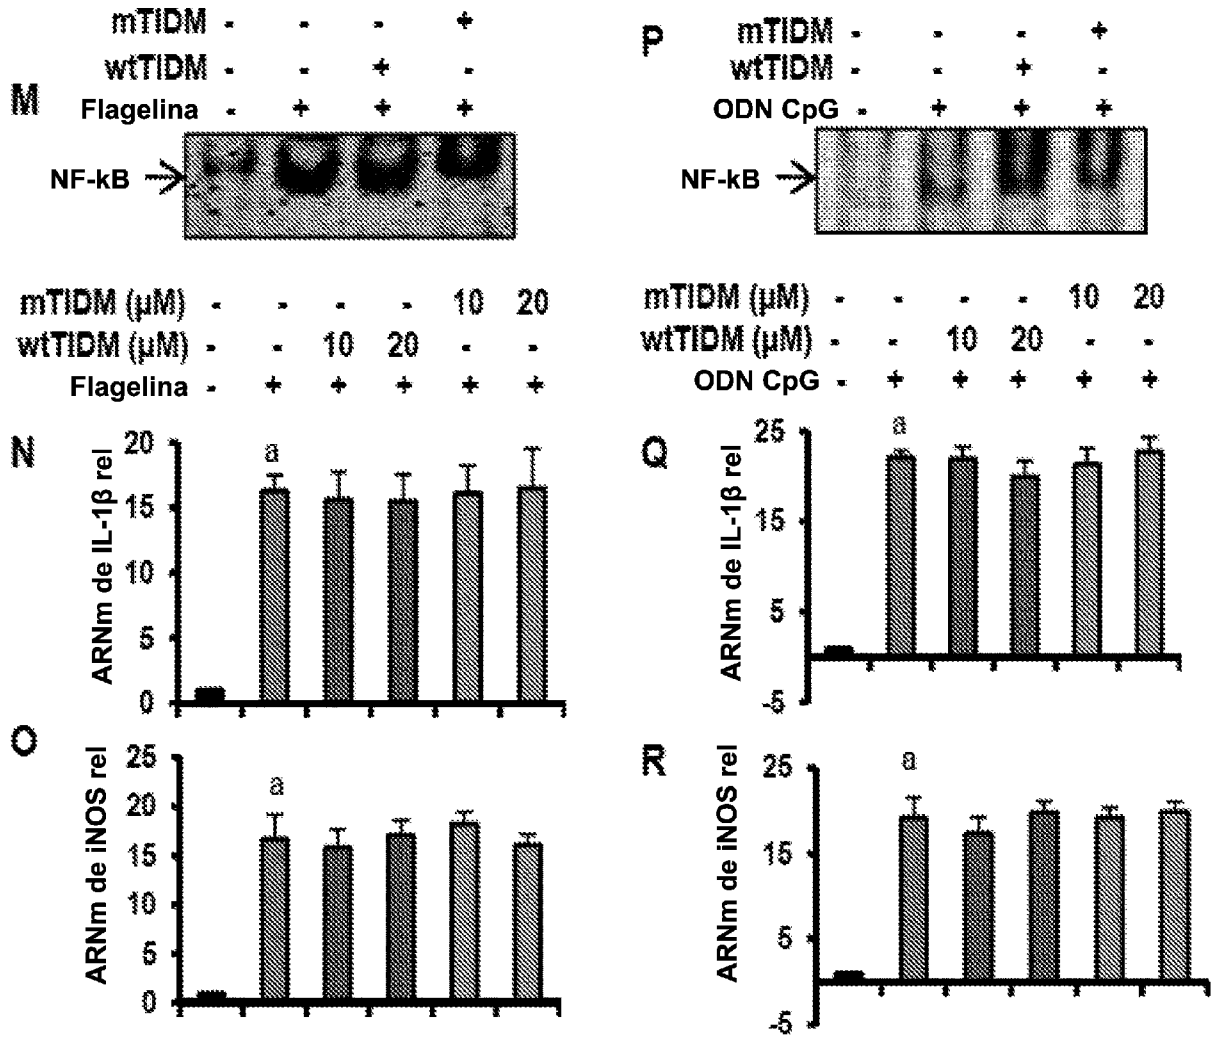 mTIDM - - - +
wtTIDM - - + -
M
Flagelina - + + +
NF-kB
mTIDM (μM) - - - - 10 20
wtTIDM (μM) - - 10 20 - -
Flagelina - + + + + +
N
ARNm de IL-1β rel
20
15
10
5
0
a
O
ARNm de iNOS rel
25
20
15
10
5
0
a
P
mTIDM - - - +
wtTIDM - - + -
ODN CpG - + + +
NF-kB
mTIDM (μM) - - - - 10 20
wtTIDM (μM) - - 10 20 - -
ODN CpG - + + + + +
Q
ARNm de IL-1β rel
25
15
5
-5
a
R
ARNm de iNOS rel
25
15
5
-5
a